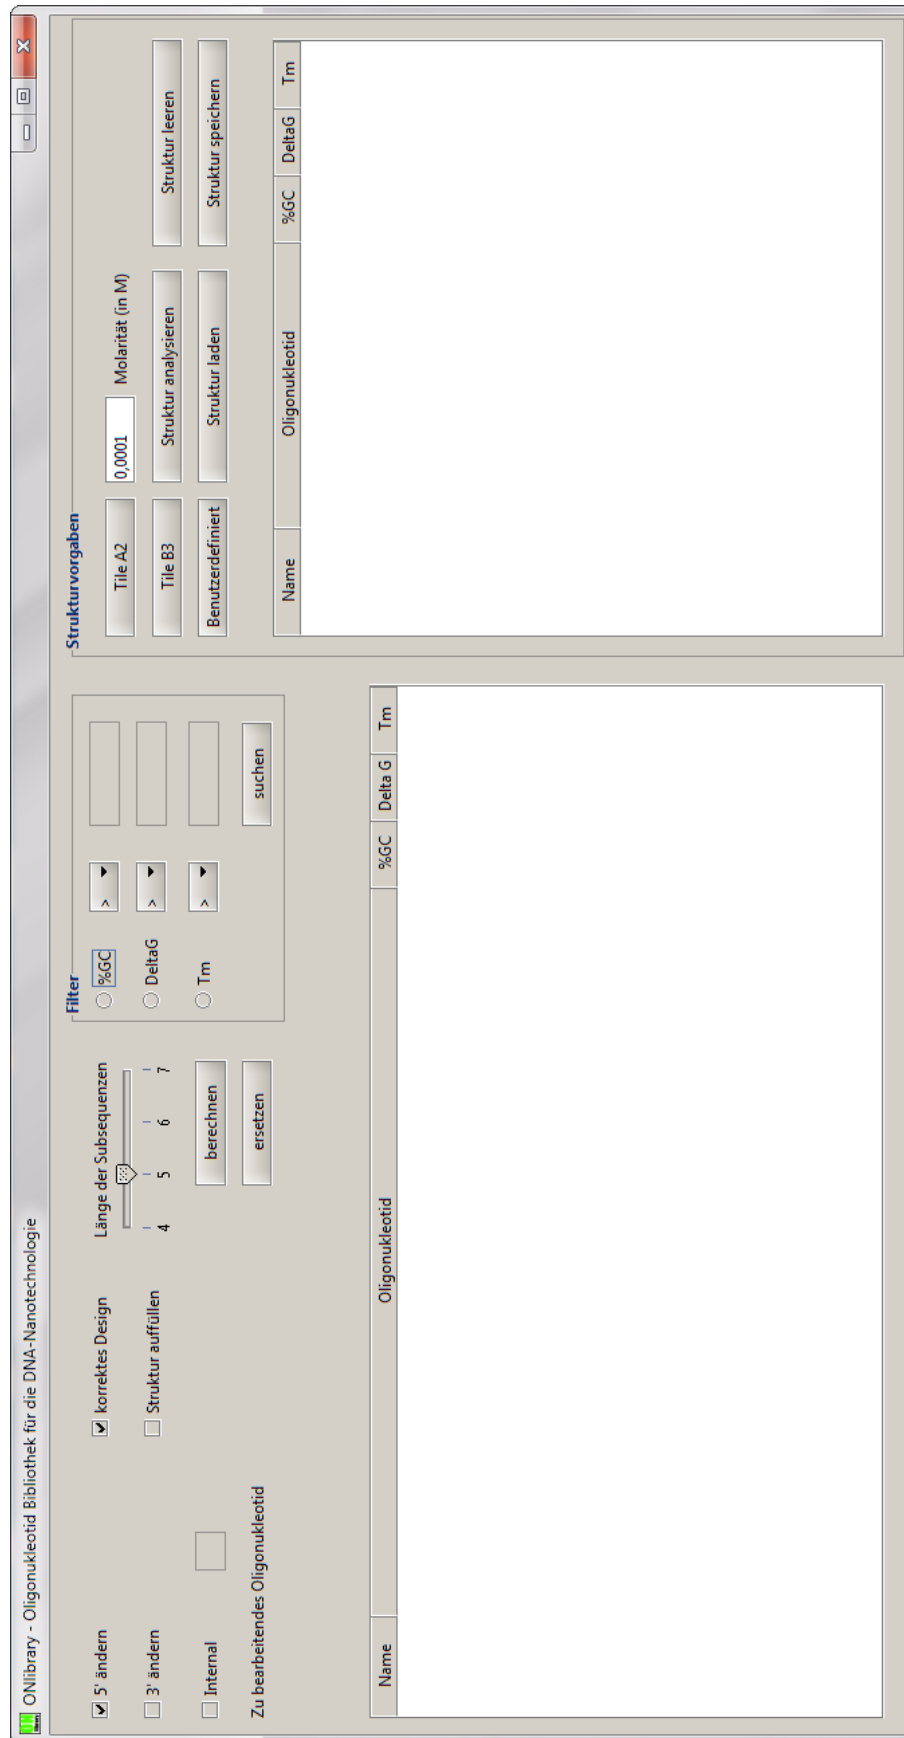 ONlibrary - Oligonukleotid Bibliothek für die DNA-Nanotechnologie
5' ändern
3' ändern
Internal
Zu bearbeitendes Oligonukleotid
korrektes Design
Struktur auffüllen
Länge der Subsequenzen
4 5 6 7
berechnen
ersetzen
Filter
%GC >
DeltaG >
Tm >
suchen
Name Oligonukleotid %GC Delta G Tm
Strukturvorgaben
Tile A2 0,0001 Molarität (in M)
Tile B3 Struktur analysieren Struktur leeren
Benutzerdefiniert Struktur laden Struktur speichern
Name Oligonukleotid %GC DeltaG Tm